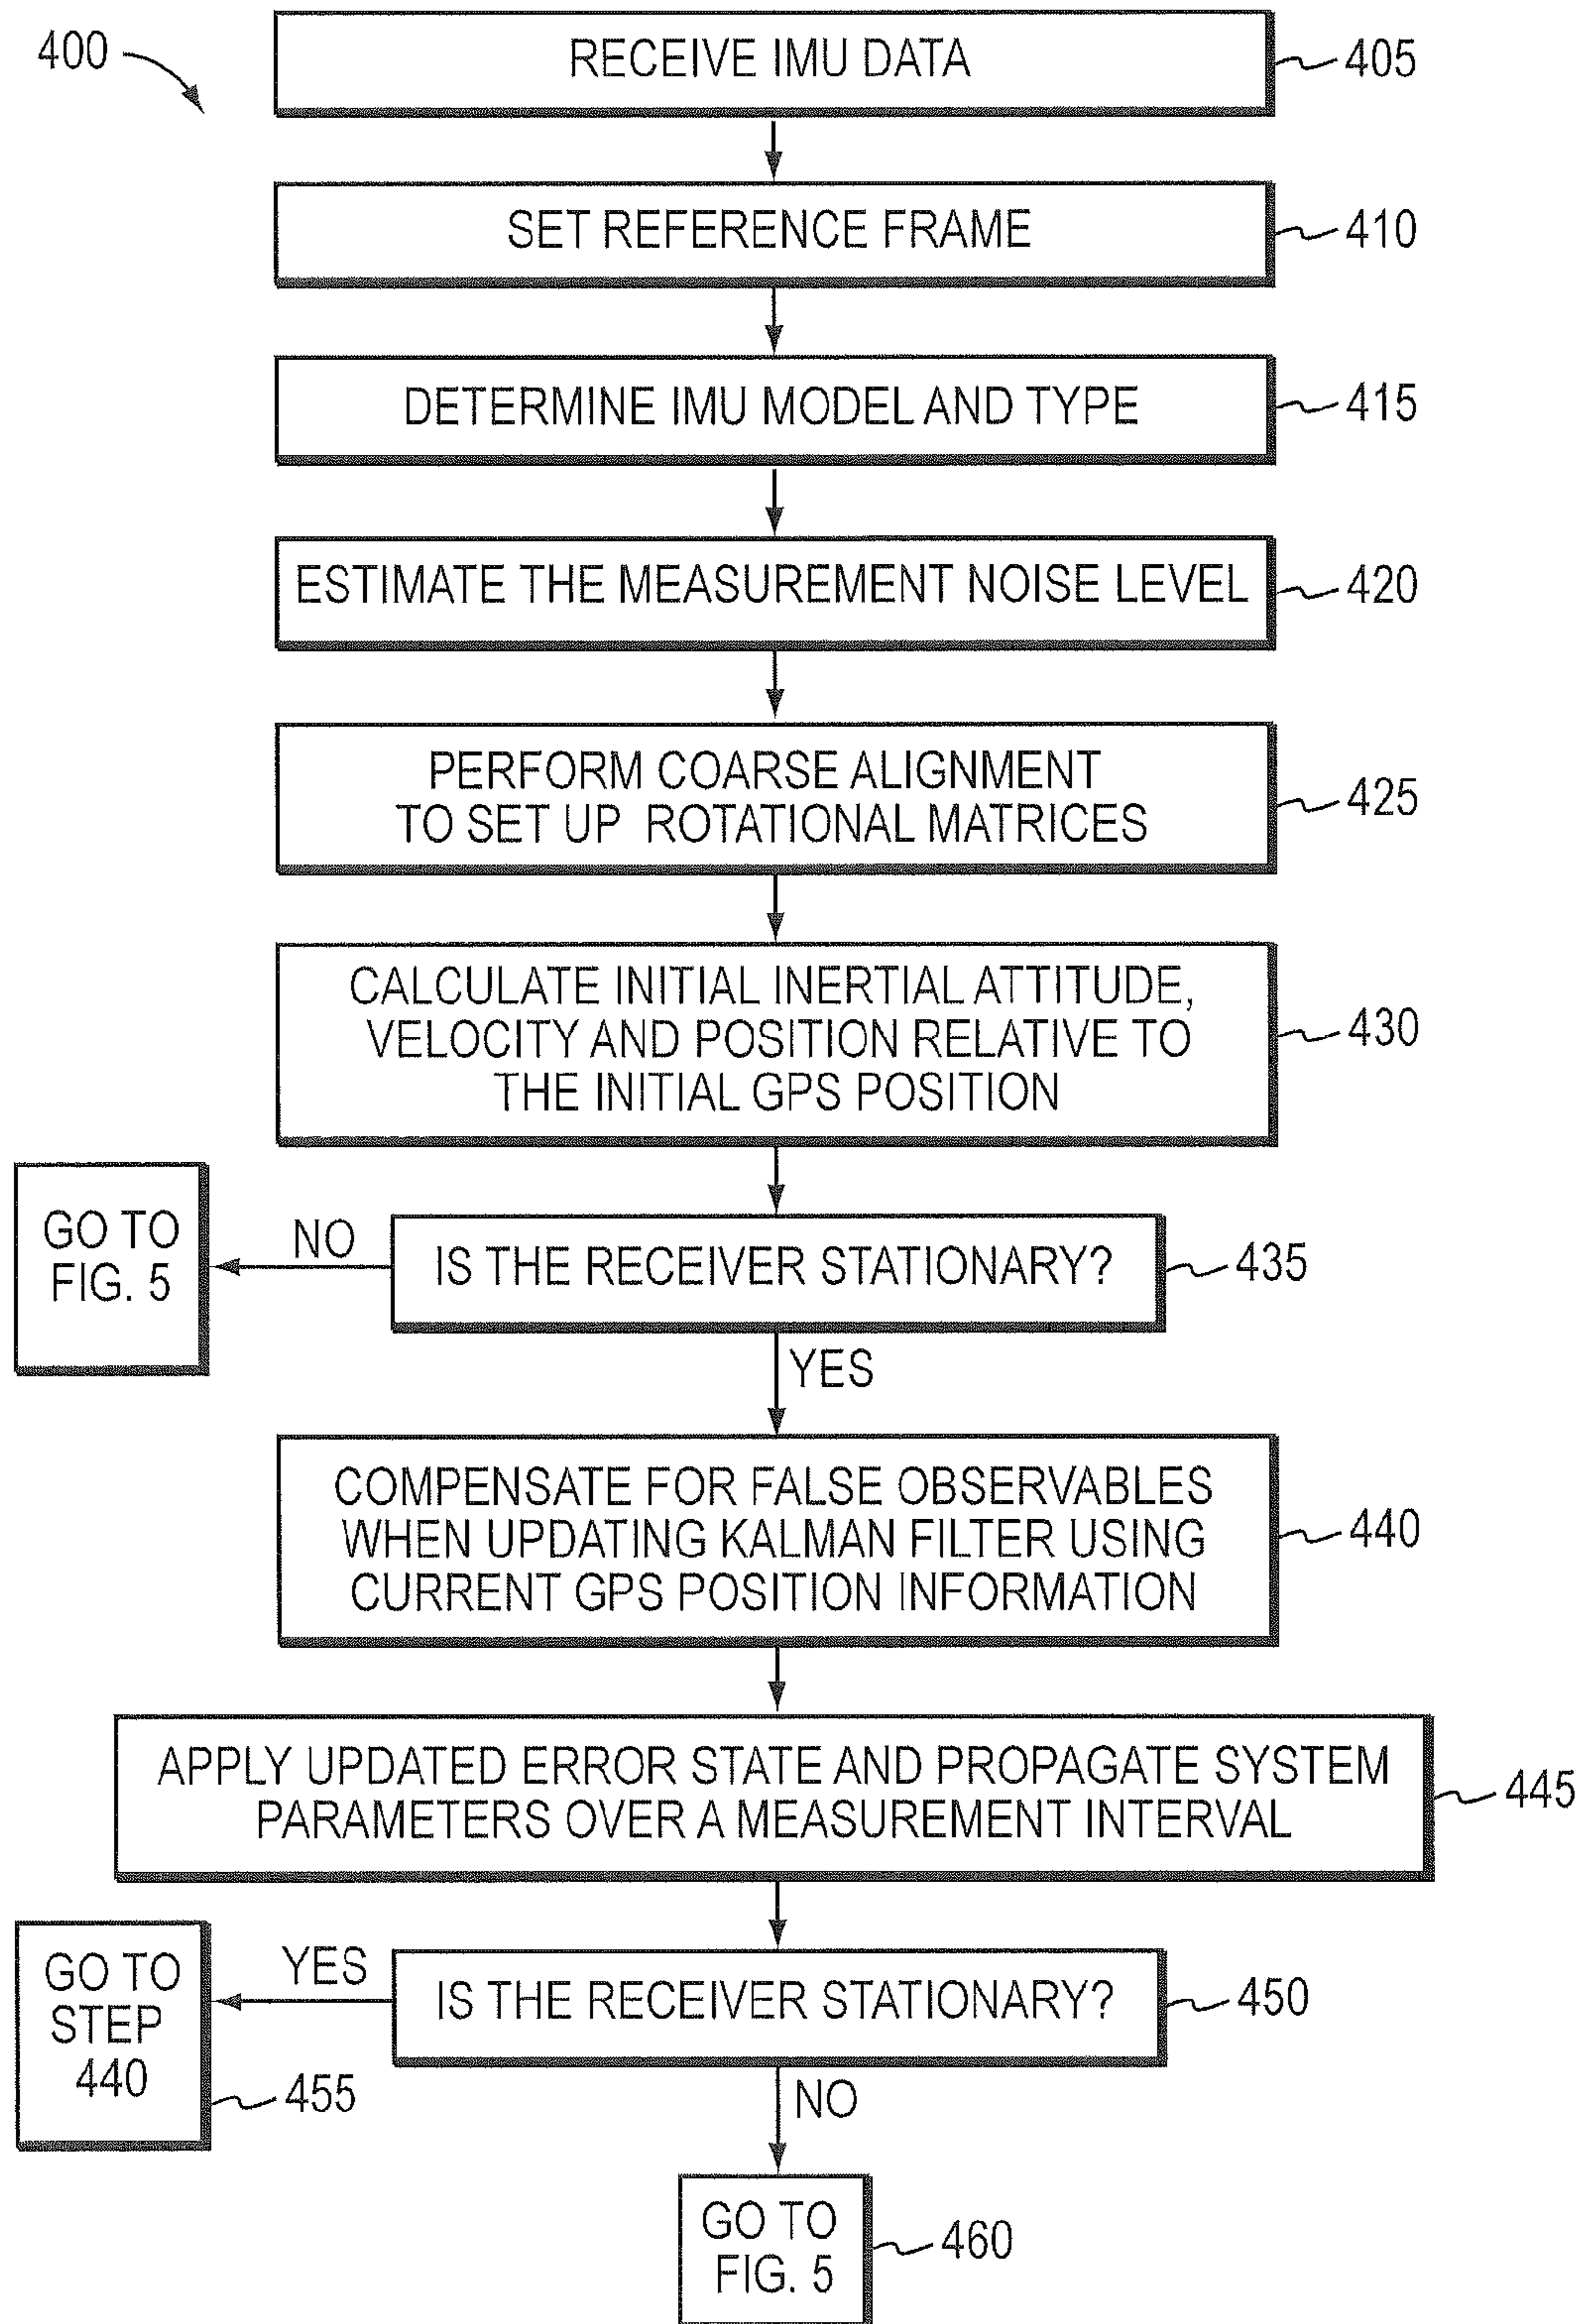 400
RECEIVE IMU DATA
405
SET REFERENCE FRAME
410
DETERMINE IMU MODEL AND TYPE
415
ESTIMATE THE MEASUREMENT NOISE LEVEL
420
PERFORM COARSE ALIGNMENT
TO SET UP ROTATIONAL MATRICES
425
CALCULATE INITIAL INERTIAL ATTITUDE,
VELOCITY AND POSITION RELATIVE TO
THE INITIAL GPS POSITION
430
GO TO
FIG. 5
NO
IS THE RECEIVER STATIONARY?
435
YES
COMPENSATE FOR FALSE OBSERVABLES
WHEN UPDATING KALMAN FILTER USING
CURRENT GPS POSITION INFORMATION
440
APPLY UPDATED ERROR STATE AND PROPAGATE SYSTEM
PARAMETERS OVER A MEASUREMENT INTERVAL
445
GO TO
STEP
440
455
YES
IS THE RECEIVER STATIONARY?
450
NO
GO TO
FIG. 5
460